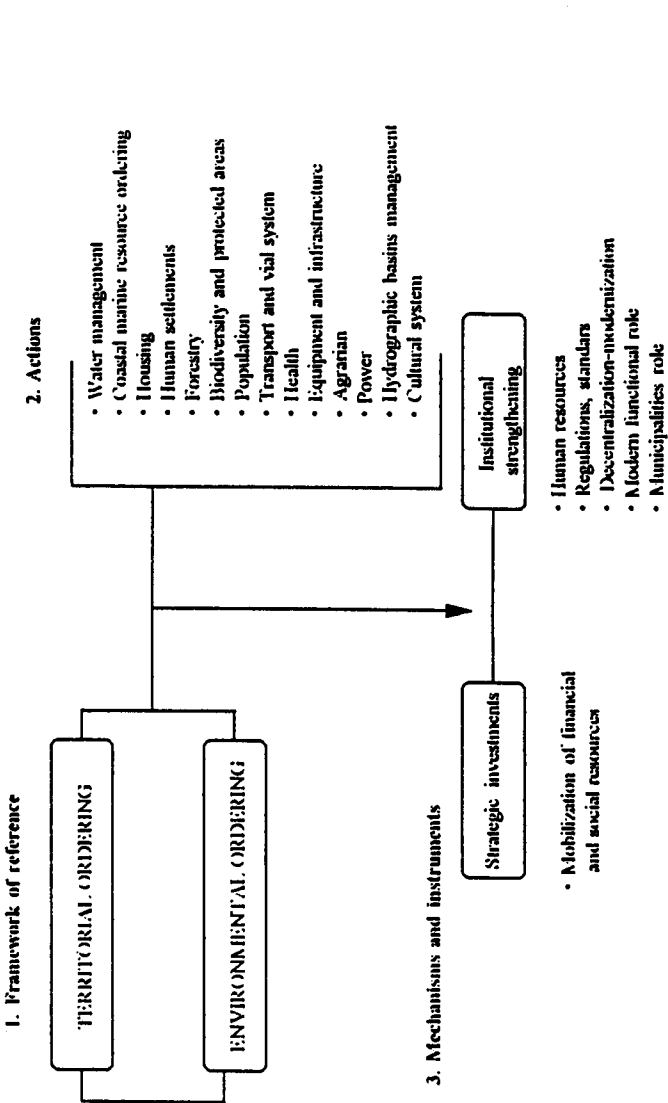 1. Framework of reference
TERRITORIAL ORDERING
ENVIRONMENTAL ORDERING
2. Actions
• Water management
• Coastal marine resource ordering
• Housing
• Human settlements
• Forestry
• Biodiversity and protected areas
• Population
• Transport and vial system
• Health
• Equipment and infrastructure
• Agrarian
• Power
• Hydrographic basins management
• Cultural system
3. Mechanisms and instruments
Strategic investments
• Mobilization of financial
and social resources
Institutional
strengthening
• Human resources
• Regulations, standars
• Decentralization-modernization
• Modern functional role
• Municipalities role